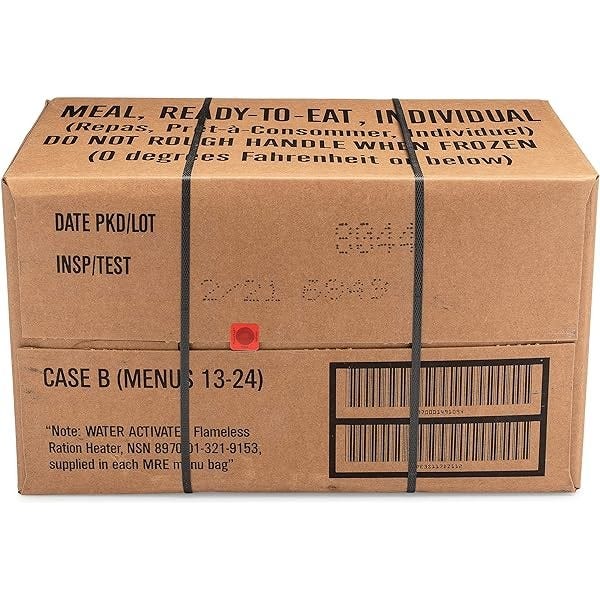 MEAL, READY-TO-EAT, INDIVIDUAL
(Repas, Prêt-à-Consommer, Individuel)
DO NOT ROUGH HANDLE WHEN FROZEN
(0 degrees Fahrenheit or below)
DATE PKD/LOT
INSP/TEST 2/21
CASE B (MENUS 13-24)
"Note: WATER ACTIVATED Flameless
Ration Heater, NSN 8970-01-321-9153,
supplied in each MRE menu bag"